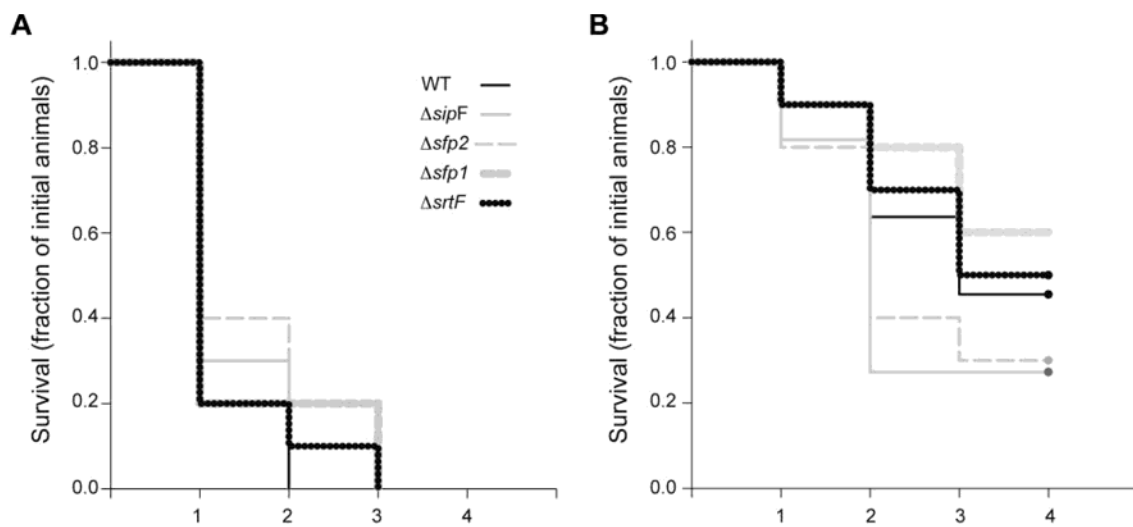 A
Survival (fraction of initial animals)
1.0
0.8
0.6
0.4
0.2
0.0
1 2 3 4
WT
ΔsipF
Δsfp2
Δsfp1
ΔsrtF
B
Survival (fraction of initial animals)
1.0
0.8
0.6
0.4
0.2
0.0
1 2 3 4